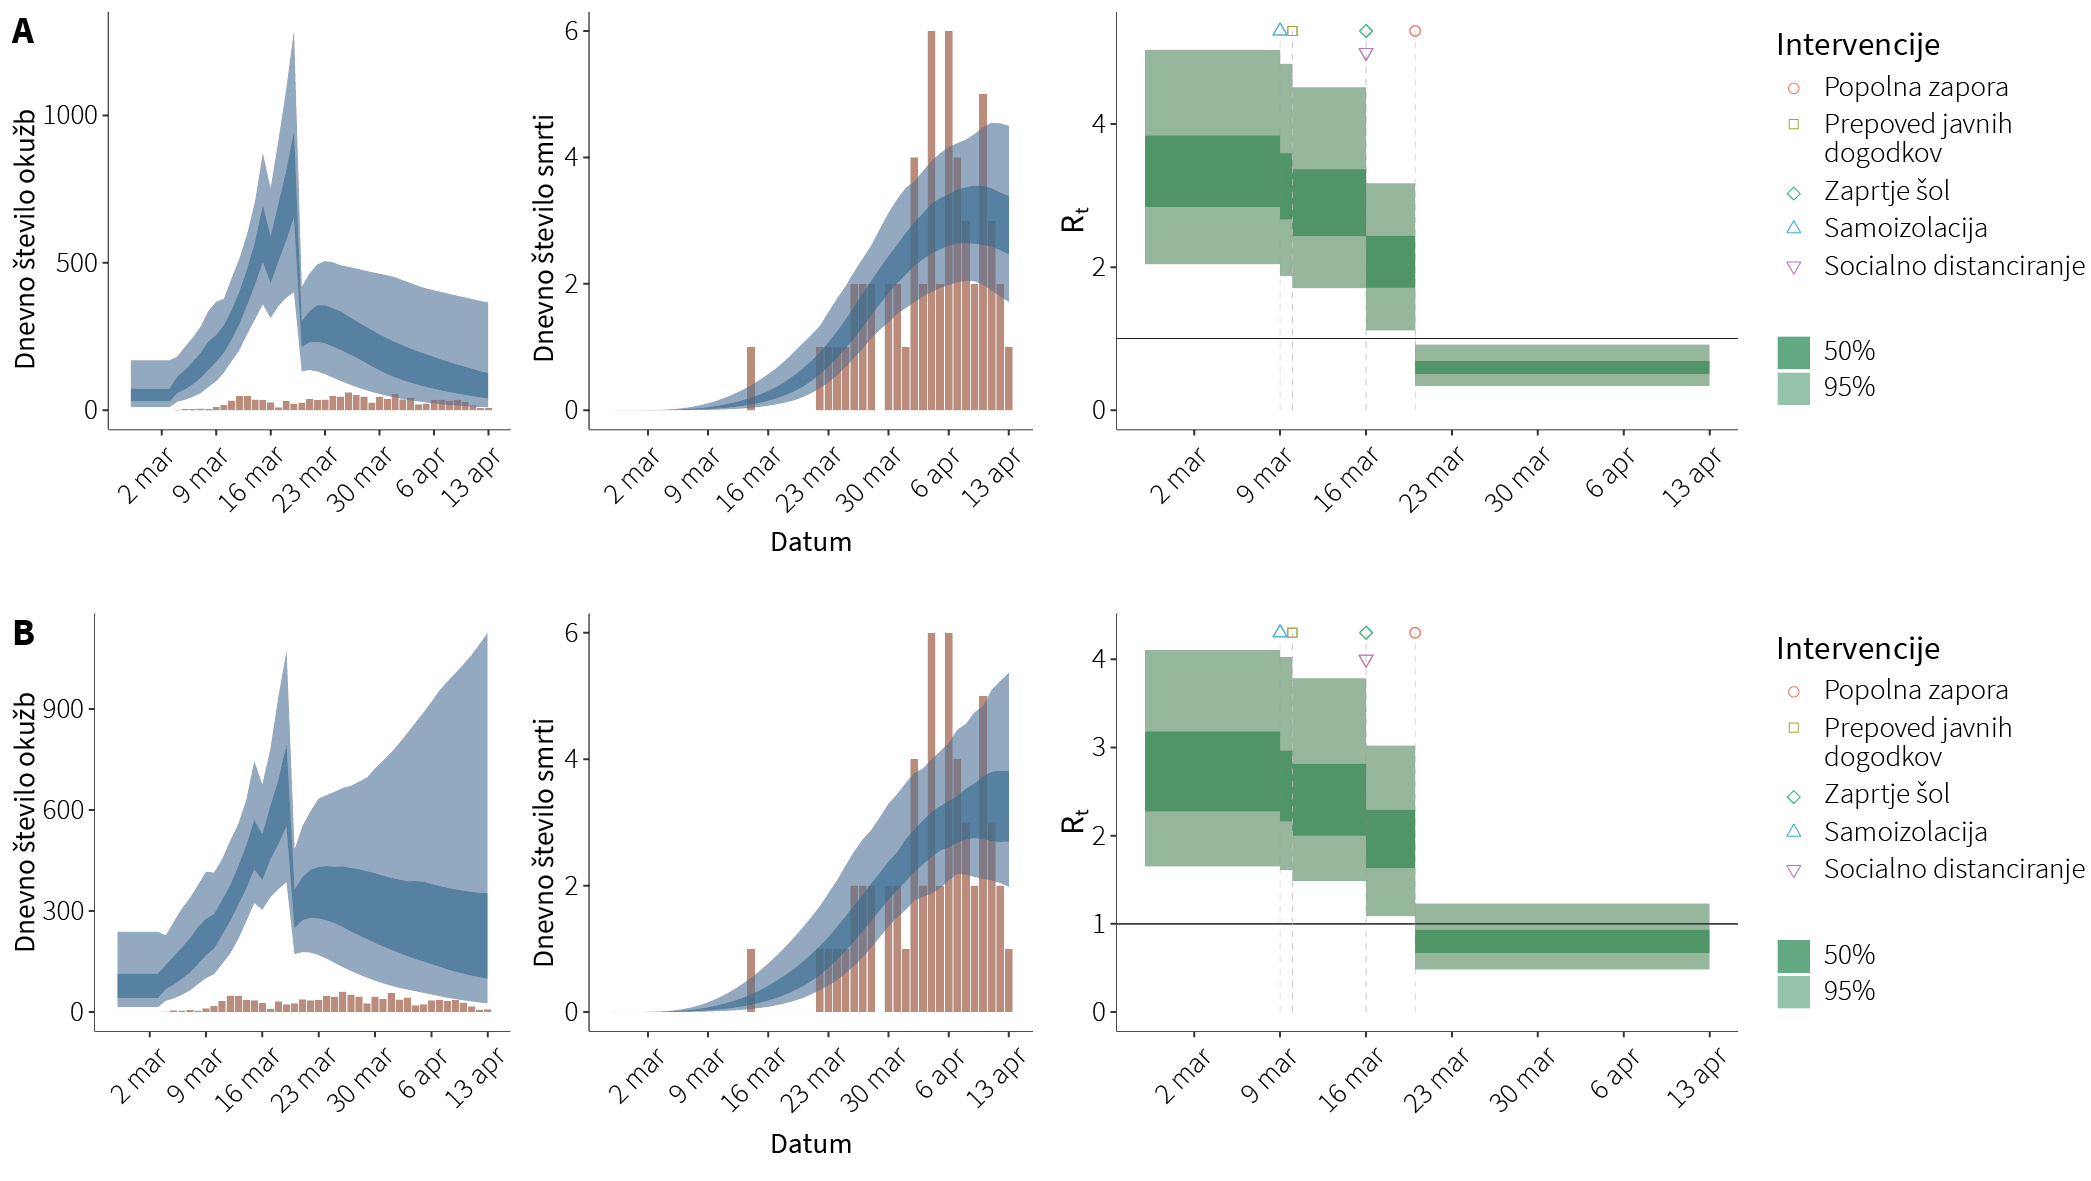 A
Dnevno število okužb
1000
500
0
2 mar
9 mar
16 mar
23 mar
30 mar
6 apr
13 apr
Dnevno število smrti
6
4
2
0
2 mar
9 mar
16 mar
23 mar
30 mar
6 apr
13 apr
Datum
Rt
4
2
0
2 mar
9 mar
16 mar
23 mar
30 mar
6 apr
13 apr
Intervencije
Popolna zapora
Prepoved javnih
dogodkov
Zaprtje šol
Samoizolacija
Socialno distanciranje
50%
95%
B
Dnevno število okužb
900
600
300
0
2 mar
9 mar
16 mar
23 mar
30 mar
6 apr
13 apr
Dnevno število smrti
6
4
2
0
2 mar
9 mar
16 mar
23 mar
30 mar
6 apr
13 apr
Datum
Rt
4
3
2
1
0
2 mar
9 mar
16 mar
23 mar
30 mar
6 apr
13 apr
Intervencije
Popolna zapora
Prepoved javnih
dogodkov
Zaprtje šol
Samoizolacija
Socialno distanciranje
50%
95%